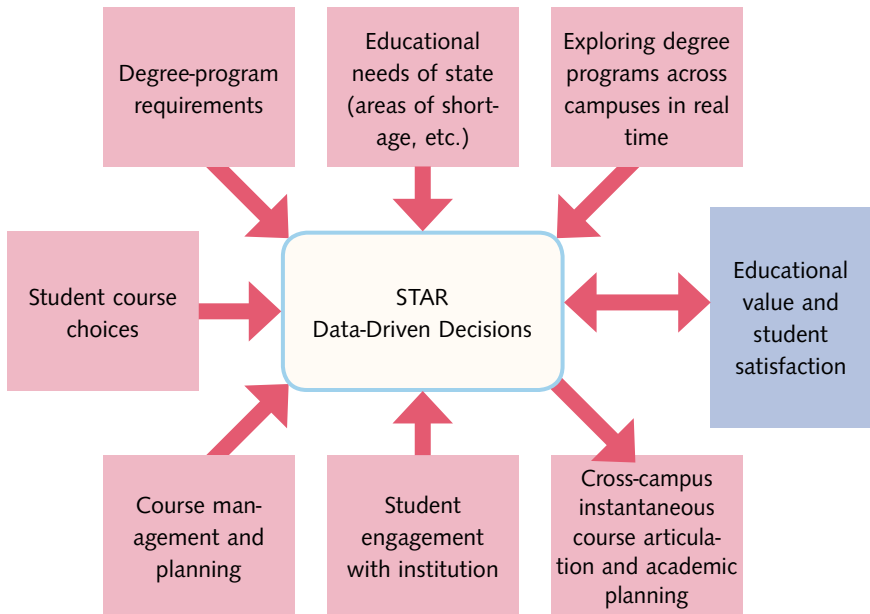 Degree-program
requirements
Educational
needs of state
(areas of short-
age, etc.)
Exploring degree
programs across
campuses in real
time
Student course
choices
STAR
Data-Driven Decisions
Educational
value and
student
satisfaction
Course man-
agement and
planning
Student
engagement
with institution
Cross-campus
instantaneous
course articula-
tion and academic
planning